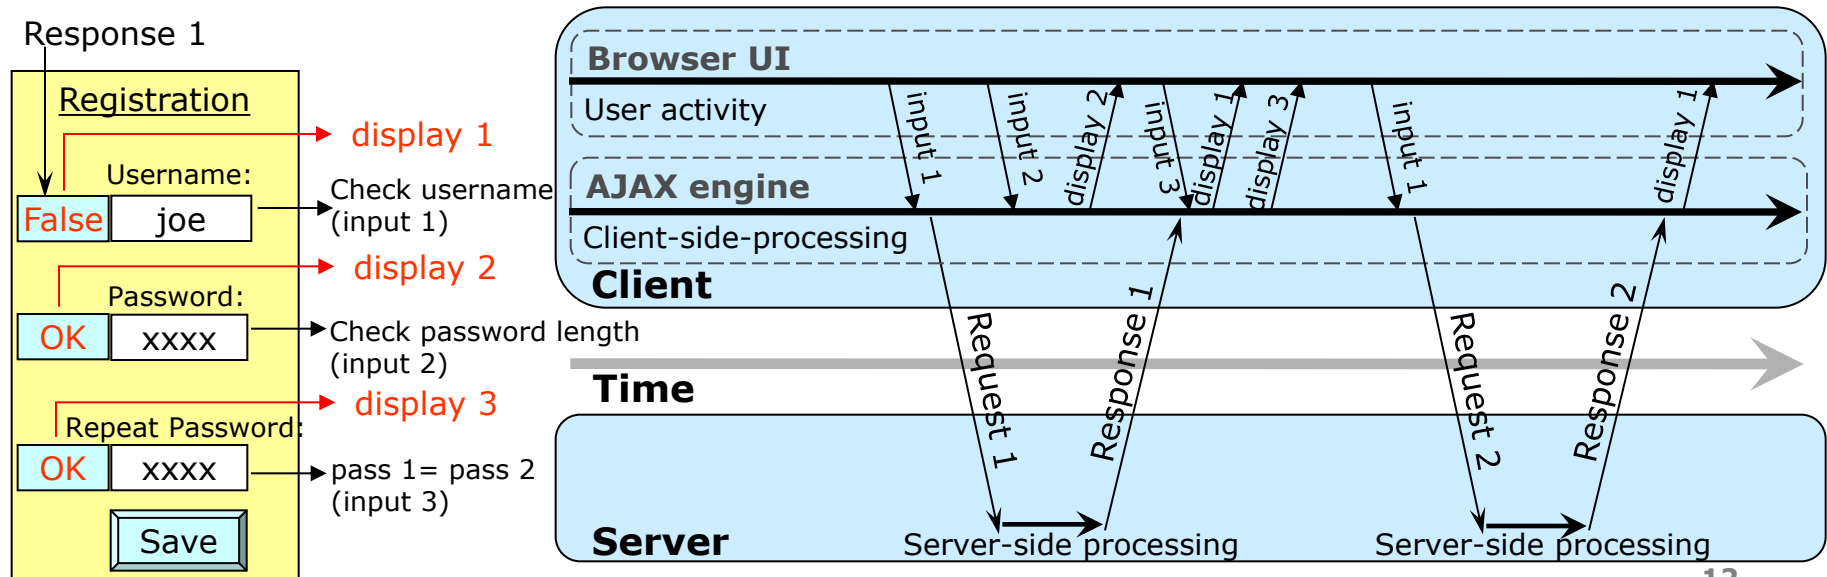 Response 1
Registration
display 1
Username:
False
joe
Check username
(input 1)
display 2
Password:
OK
xxxx
Check password length
(input 2)
display 3
Repeat Password:
OK
xxxx
pass 1= pass 2
(input 3)
Save
Browser UI
User activity
input 1
input 2
display 2
input 3
display 1
display 3
input 1
display 1
AJAX engine
Client-side-processing
Client
Request 1
Response 1
Request 2
Response 2
Time
Server
Server-side processing
Server-side processing